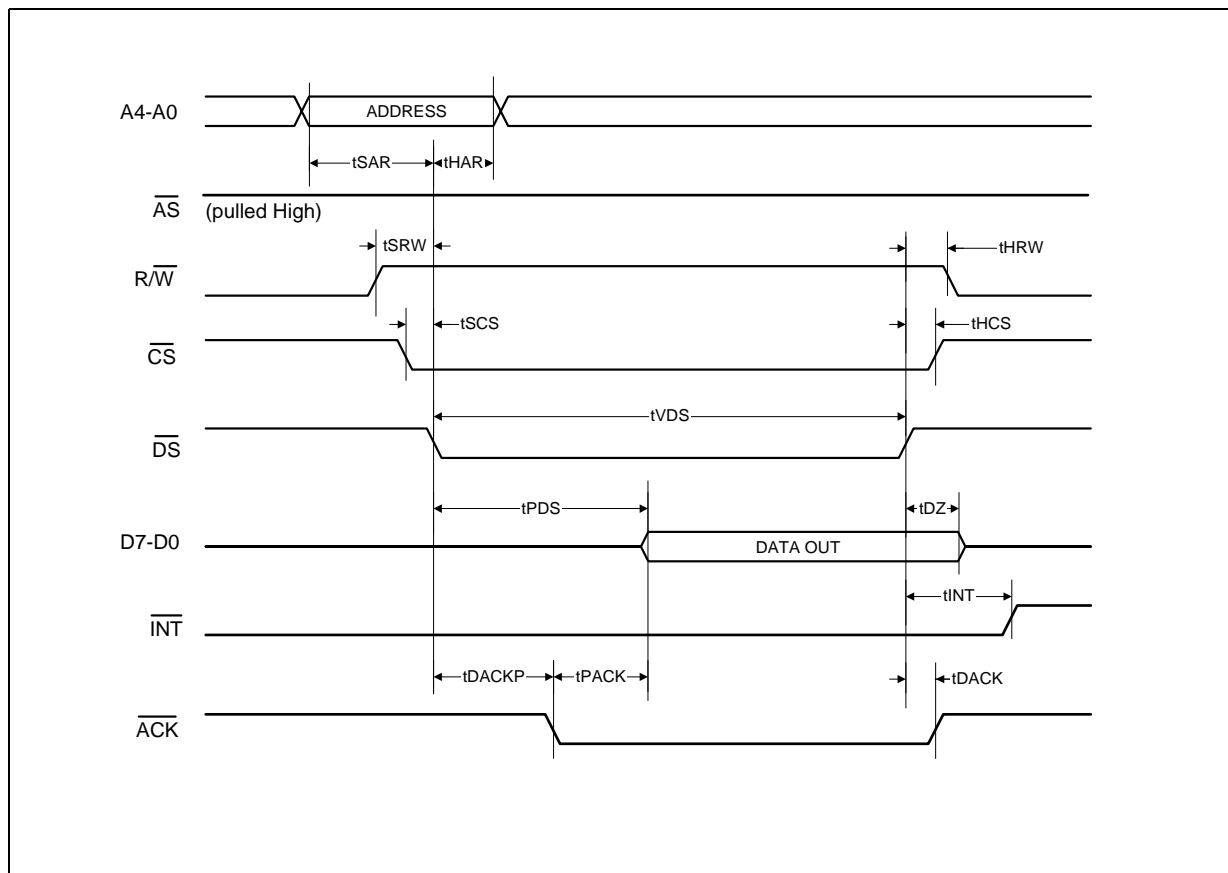 A4-A0
ADDRESS
tSAR
tHAR
AS
(pulled High)
tSRW
tHRW
R/W
tSCS
tHCS
CS
tVDS
DS
tPDS
tDZ
D7-D0
DATA OUT
tINT
INT
tDACKP
tPACK
tDACK
ACK